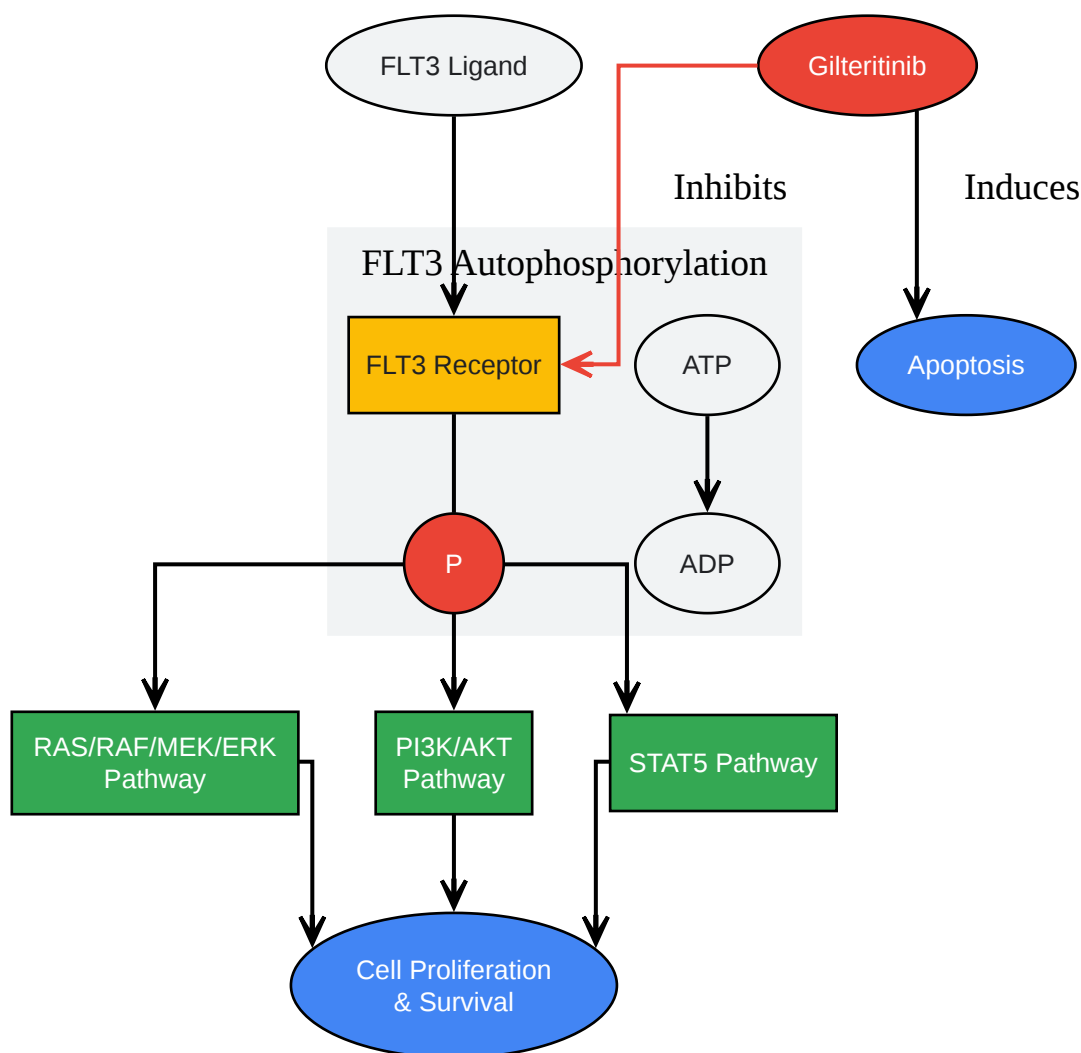 FLT3 Ligand
Gilteritinib
Inhibits
Induces
FLT3 Autophosphorylation
FLT3 Receptor
ATP
Apoptosis
P
ADP
RAS/RAF/MEK/ERK
Pathway
PI3K/AKT
Pathway
STAT5 Pathway
Cell Proliferation
& Survival